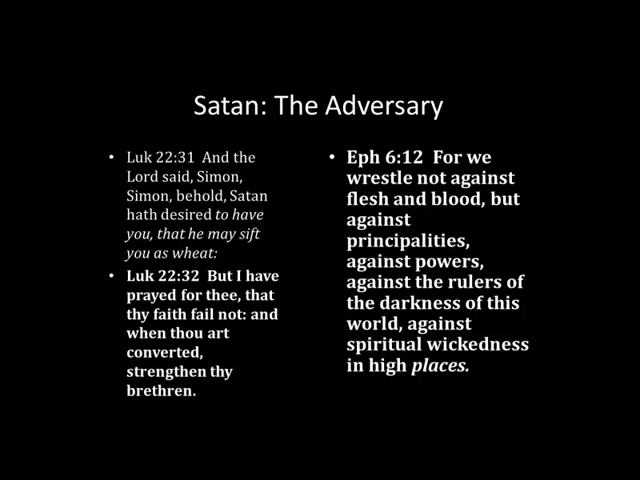 Satan: The Adversary
• Luk 22:31  And the
Lord said, Simon,
Simon, behold, Satan
hath desired to have
you, that he may sift
you as wheat:
• Luk 22:32  But I have
prayed for thee, that
thy faith fail not: and
when thou art
converted,
strengthen thy
brethren.
• Eph 6:12  For we
wrestle not against
flesh and blood, but
against
principalities,
against powers,
against the rulers of
the darkness of this
world, against
spiritual wickedness
in high places.